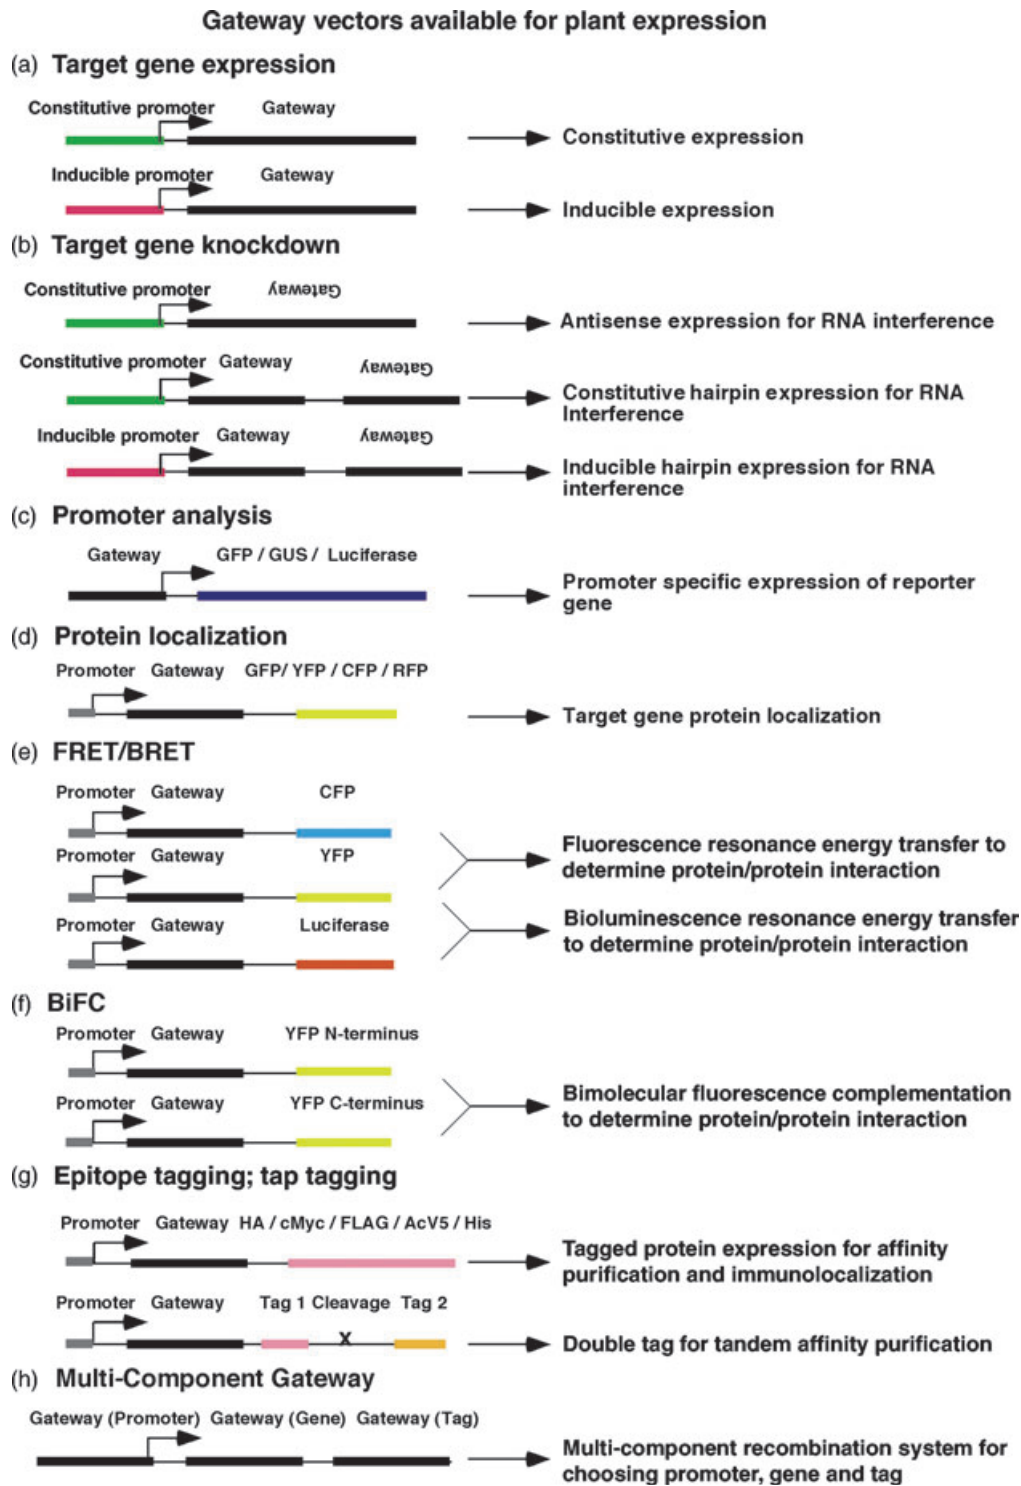 Gateway vectors available for plant expression
(a) Target gene expression
Constitutive promoter Gateway
Constitutive expression
Inducible promoter Gateway
Inducible expression
(b) Target gene knockdown
Constitutive promoter Gateway
Antisense expression for RNA interference
Constitutive promoter Gateway Gateway
Constitutive hairpin expression for RNA
Interference
Inducible promoter Gateway Gateway
Inducible hairpin expression for RNA
interference
(c) Promoter analysis
Gateway GFP / GUS / Luciferase
Promoter specific expression of reporter
gene
(d) Protein localization
Promoter Gateway GFP/ YFP / CFP / RFP
Target gene protein localization
(e) FRET/BRET
Promoter Gateway CFP
Fluorescence resonance energy transfer to
determine protein/protein interaction
Promoter Gateway YFP
Bioluminescence resonance energy transfer
to determine protein/protein interaction
Promoter Gateway Luciferase
(f) BiFC
Promoter Gateway YFP N-terminus
Bimolecular fluorescence complementation
to determine protein/protein interaction
Promoter Gateway YFP C-terminus
(g) Epitope tagging; tap tagging
Promoter Gateway HA / cMyc / FLAG / AcV5 / His
Tagged protein expression for affinity
purification and immunolocalization
Promoter Gateway Tag 1 Cleavage Tag 2
X
Double tag for tandem affinity purification
(h) Multi-Component Gateway
Gateway (Promoter) Gateway (Gene) Gateway (Tag)
Multi-component recombination system for
choosing promoter, gene and tag